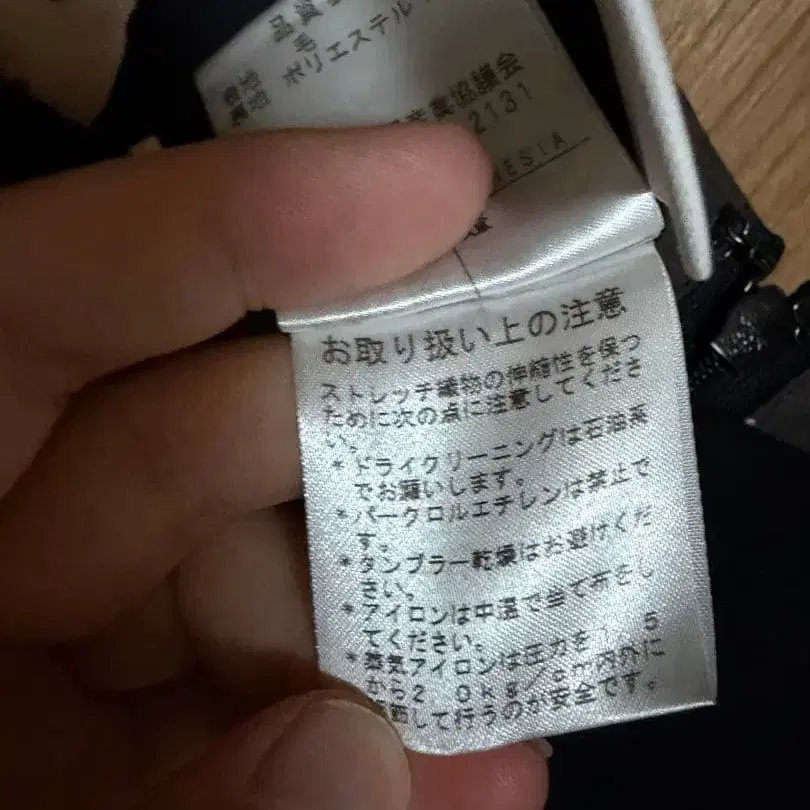 品質
毛
表地 ポリエステル
産業協議会
2131
NESIA
お取り扱い上の注意
ストレッチ織物の伸縮性を保つ
ために次の点に注意してくださ
い。
*ドライクリーニングは石油系
でお願いします。
*パークロルエチレンは禁止で
す。
*タンブラー乾燥はお避けくだ
さい。
*アイロンは中温で当て布をし
てください。
*蒸気アイロンは圧力を1.5
から2.0kg/cm内外に
して行うのが安全です。